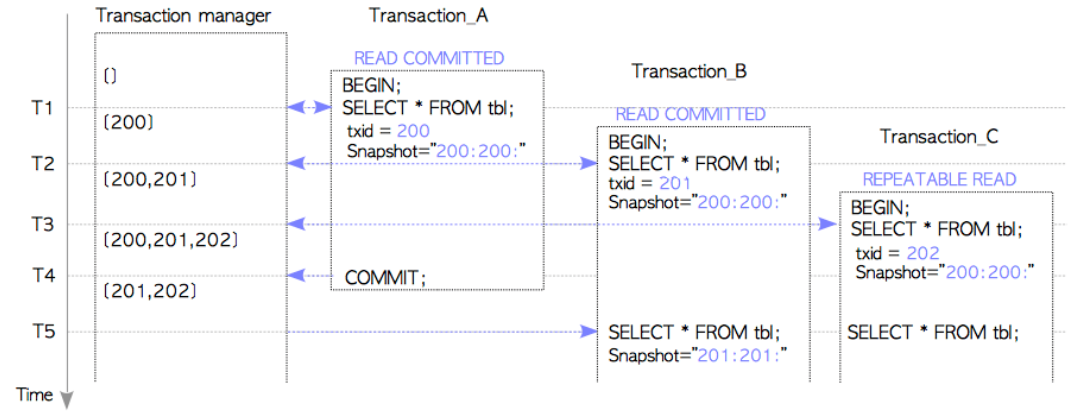 Transaction manager
Transaction_A
READ COMMITTED
Transaction_B
()
BEGIN;
T1
SELECT * FROM tbl;
READ COMMITTED
(200)
txid = 200
Snapshot="200:200:"
Transaction_C
BEGIN;
T2
SELECT * FROM tbl;
(200,201)
txid = 201
REPEATABLE READ
Snapshot="200:200:"
BEGIN;
T3
SELECT * FROM tbl;
(200,201,202)
txid = 202
Snapshot="200:200:"
T4
COMMIT;
(201,202)
T5
SELECT * FROM tbl;
SELECT * FROM tbl;
Snapshot="201:201:"
Time